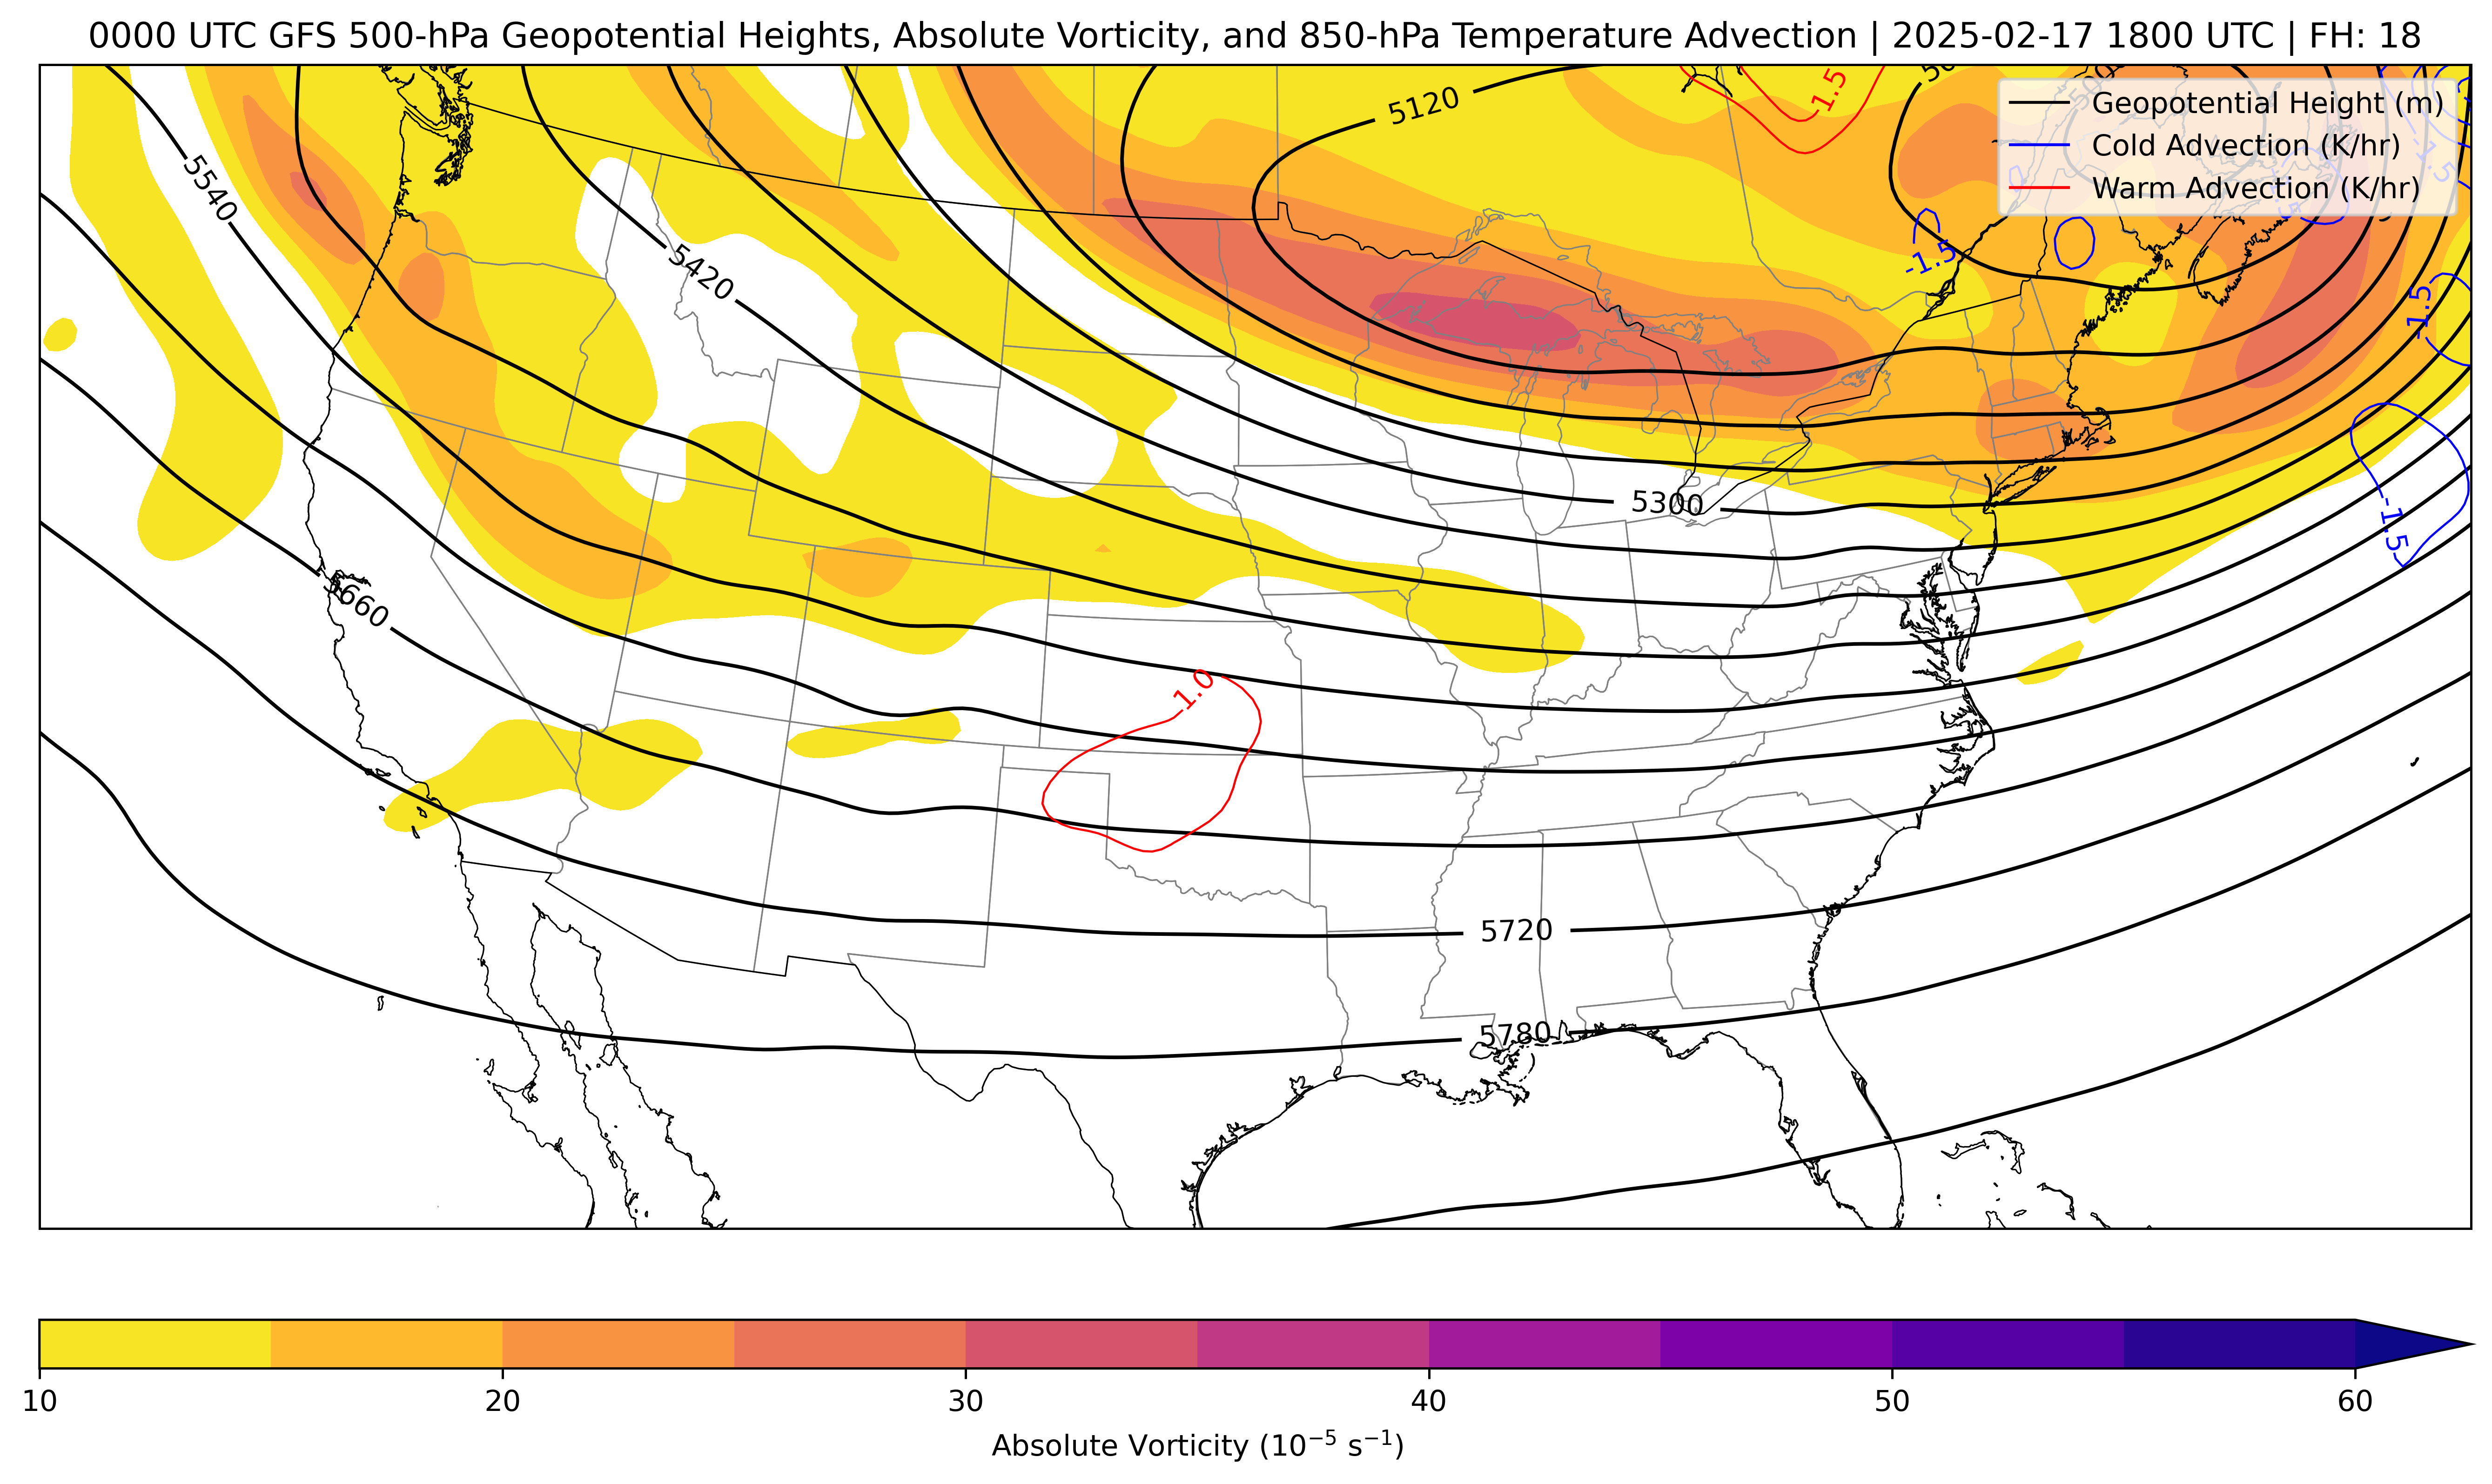 0000 UTC GFS 500-hPa Geopotential Heights, Absolute Vorticity, and 850-hPa Temperature Advection | 2025-02-17 1800 UTC | FH: 18
Geopotential Height (m)
Cold Advection (K/hr)
Warm Advection (K/hr)
5120
1.5
5540
5420
-1.5
-1.5
5300
-1.5
5660
1.0
5720
5780
10 20 30 40 50 60
Absolute Vorticity (10⁻⁵ s⁻¹)